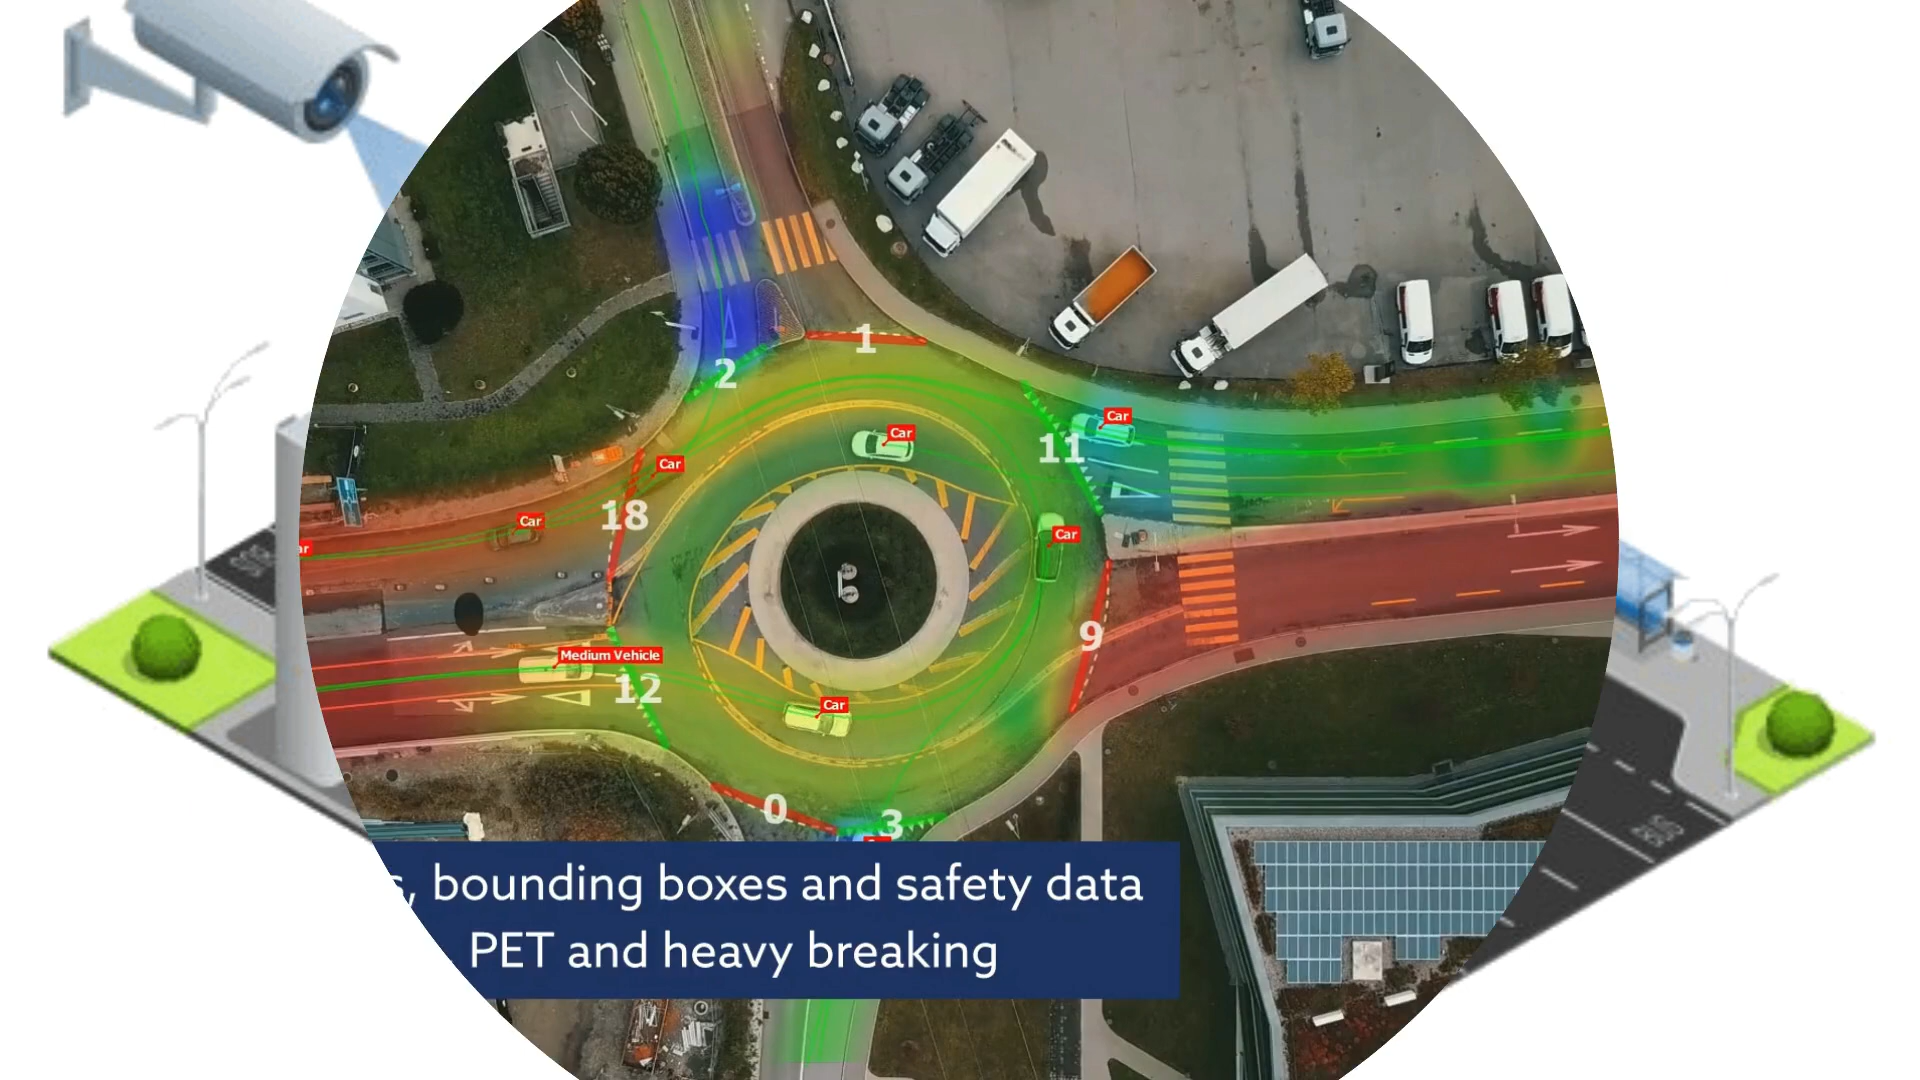 1
2
Car
Car
11
Car
Car
18
Car
Car
9
Medium Vehicle
12
Car
0
3
bounding boxes and safety data
PET and heavy breaking